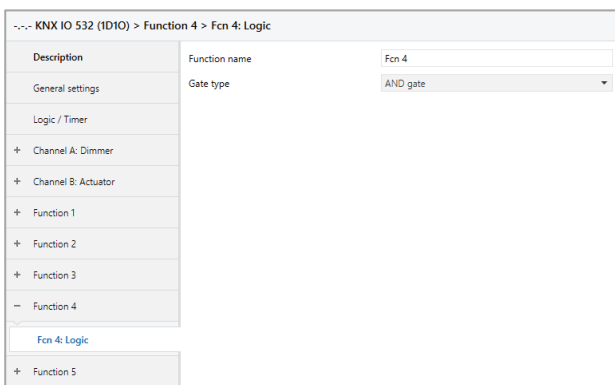 -.-.- KNX IO 532 (1D1O) > Function 4 > Fcn 4: Logic
Description
General settings
Logic / Timer
+ Channel A: Dimmer
+ Channel B: Actuator
+ Function 1
+ Function 2
+ Function 3
− Function 4
Fcn 4: Logic
+ Function 5
Function name Fcn 4
Gate type AND gate